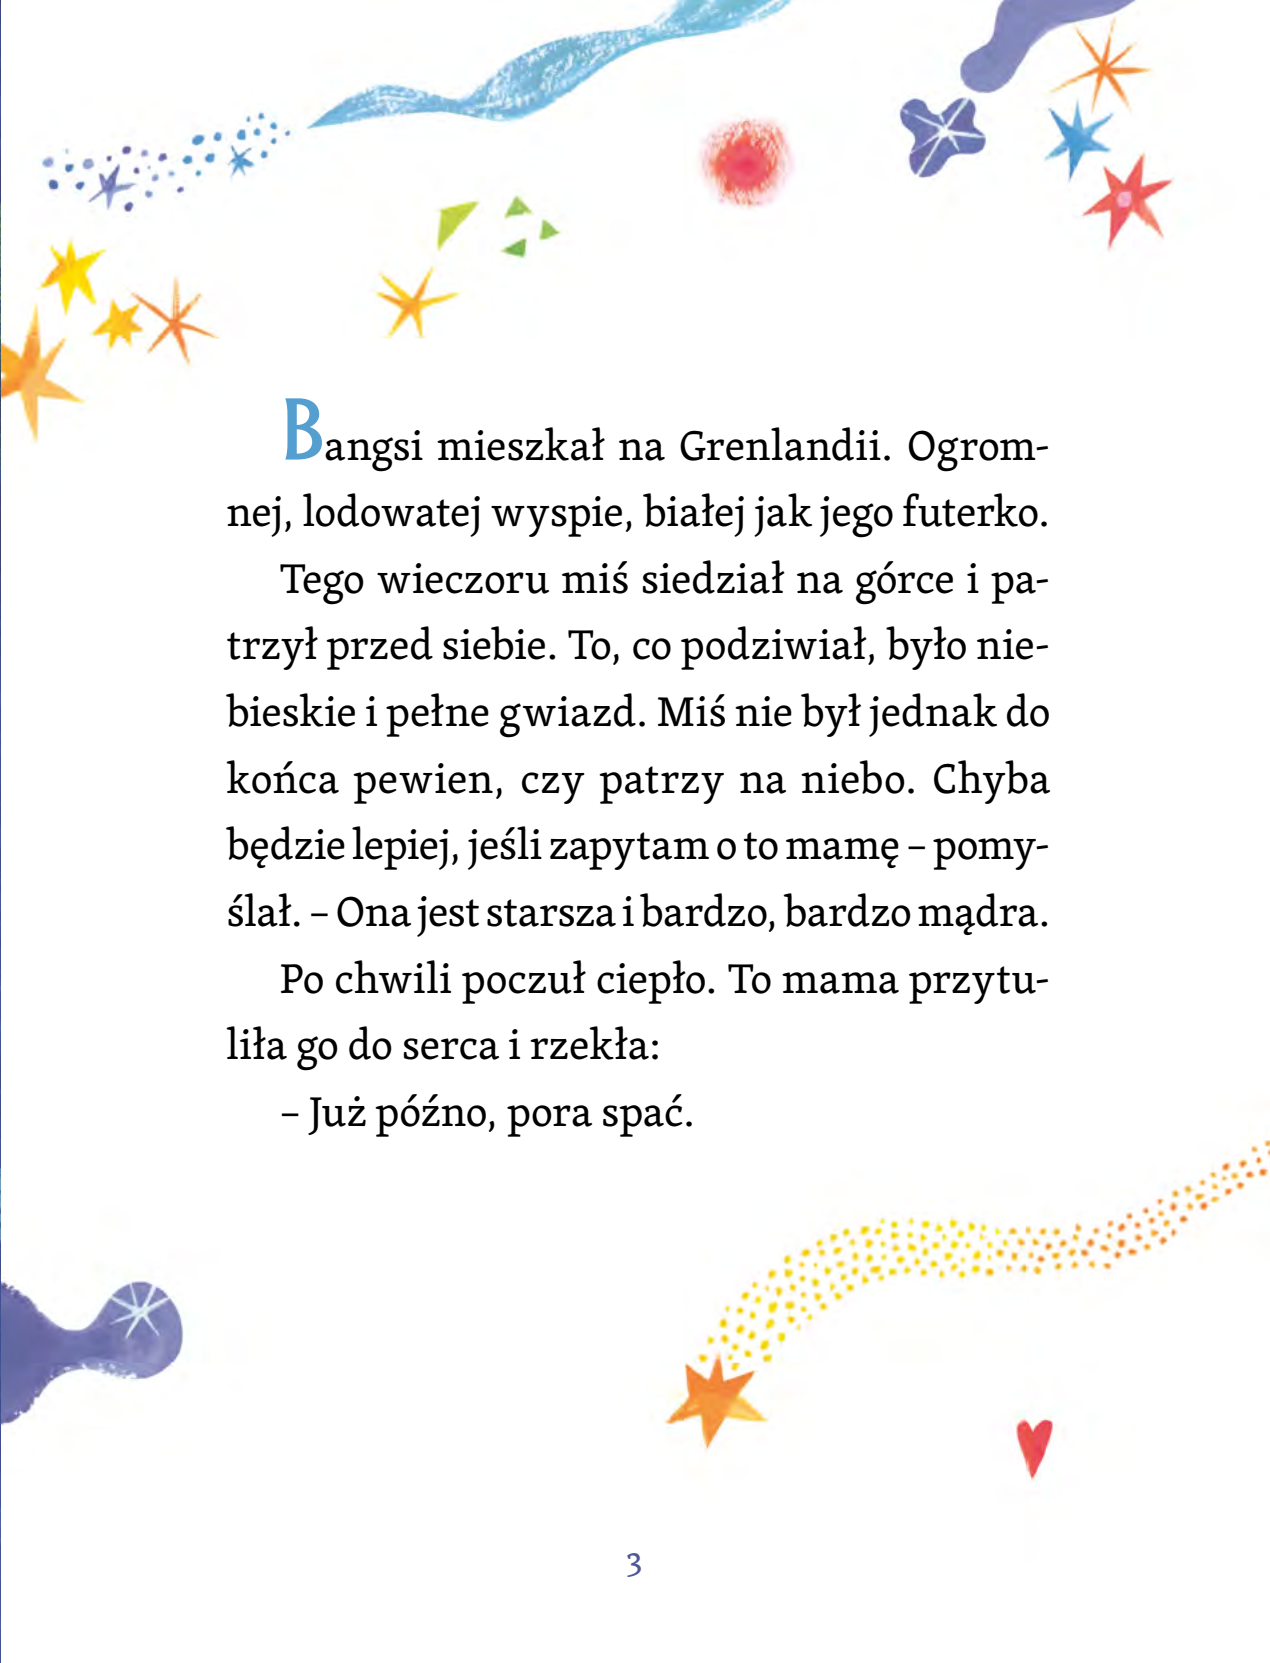 Bangsi mieszkał na Grenlandii. Ogrom-
nej, lodowatej wyspie, białej jak jego futerko.
Tego wieczoru miś siedział na górce i pa-
trzył przed siebie. To, co podziwiał, było nie-
bieskie i pełne gwiazd. Miś nie był jednak do
końca pewien, czy patrzy na niebo. Chyba
będzie lepiej, jeśli zapytam o to mamę – pomy-
ślał. – Ona jest starsza i bardzo, bardzo mądra.
Po chwili poczuł ciepło. To mama przytu-
liła go do serca i rzekła:
– Już późno, pora spać.
3